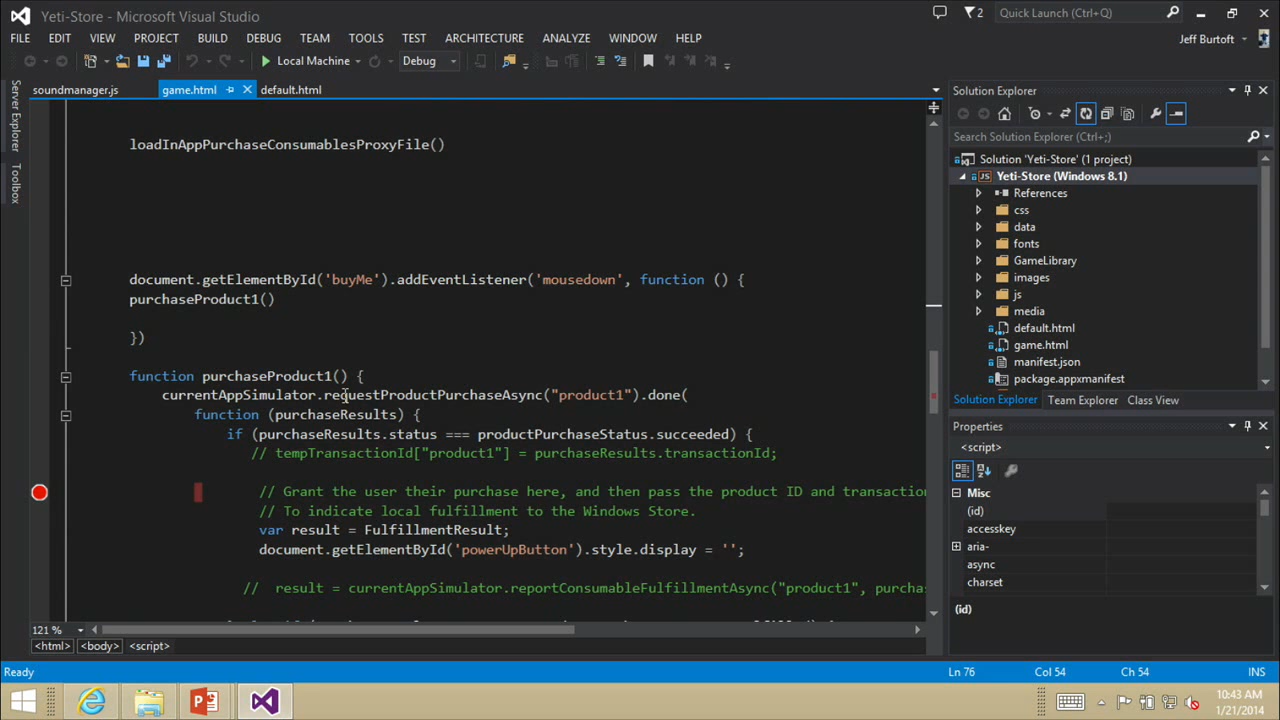 Yeti-Store - Microsoft Visual Studio
2
Quick Launch (Ctrl+Q)
FILE EDIT VIEW PROJECT BUILD DEBUG TEAM TOOLS TEST ARCHITECTURE ANALYZE WINDOW HELP
Jeff Burtoft
Local Machine Debug
Server Explorer
Toolbox
soundmanager.js game.html default.html
loadInAppPurchaseConsumablesProxyFile()
document.getElementById('buyMe').addEventListener('mousedown', function () {
purchaseProduct1()
})
function purchaseProduct1() {
currentAppSimulator.requestProductPurchaseAsync("product1").done(
function (purchaseResults) {
if (purchaseResults.status === productPurchaseStatus.succeeded) {
// tempTransactionId["product1"] = purchaseResults.transactionId;
// Grant the user their purchase here, and then pass the product ID and transaction
// To indicate local fulfillment to the Windows Store.
var result = FulfillmentResult;
document.getElementById('powerUpButton').style.display = '';
// result = currentAppSimulator.reportConsumableFulfillmentAsync("product1", purchas
121 %
<html> <body> <script>
Solution Explorer
Search Solution Explorer (Ctrl+;)
Solution 'Yeti-Store' (1 project)
JS Yeti-Store (Windows 8.1)
References
css
data
fonts
GameLibrary
images
js
media
default.html
game.html
manifest.json
package.appxmanifest
Solution Explorer Team Explorer Class View
Properties
<script>
Misc
(id)
accesskey
aria-
async
charset
(id)
Ready Ln 76 Col 54 Ch 54 INS
10:43 AM
1/21/2014